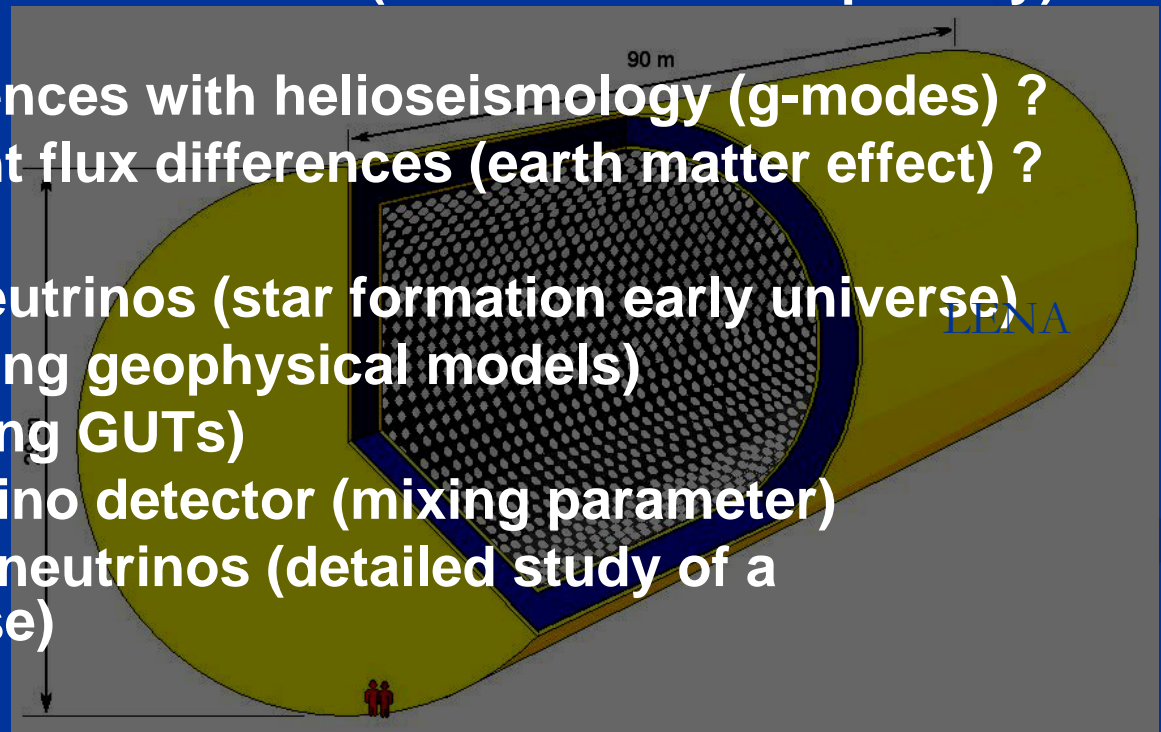 90 m
ences with helioseismology (g-modes) ?
t flux differences (earth matter effect) ?
eutrinos (star formation early universe)
LENA
ng geophysical models)
ng GUTs)
ino detector (mixing parameter)
neutrinos (detailed study of a
se)